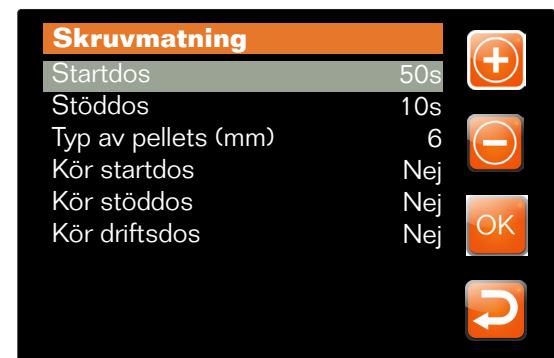 Skruvmatning
Startdos 50s
Stöddos 10s
Typ av pellets (mm) 6
Kör startdos Nej
Kör stöddos Nej
Kör driftsdos Nej
OK